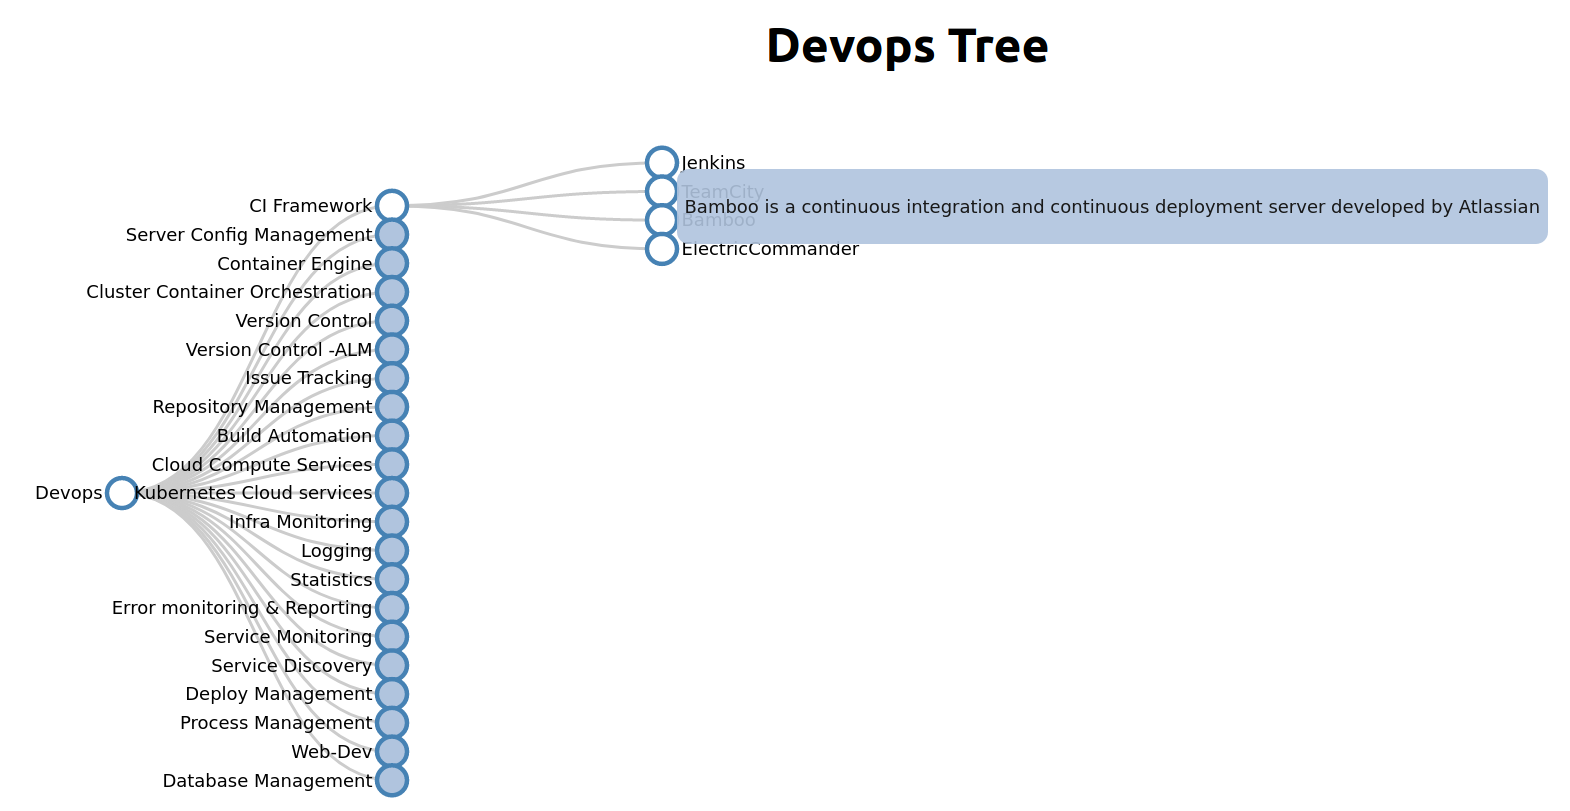 Devops Tree
Jenkins
TeamCity
CI Framework
Bamboo is a continuous integration and continuous deployment server developed by Atlassian
Bamboo
Server Config Management
ElectricCommander
Container Engine
Cluster Container Orchestration
Version Control
Version Control -ALM
Issue Tracking
Repository Management
Build Automation
Cloud Compute Services
Devops
Kubernetes Cloud services
Infra Monitoring
Logging
Statistics
Error monitoring & Reporting
Service Monitoring
Service Discovery
Deploy Management
Process Management
Web-Dev
Database Management